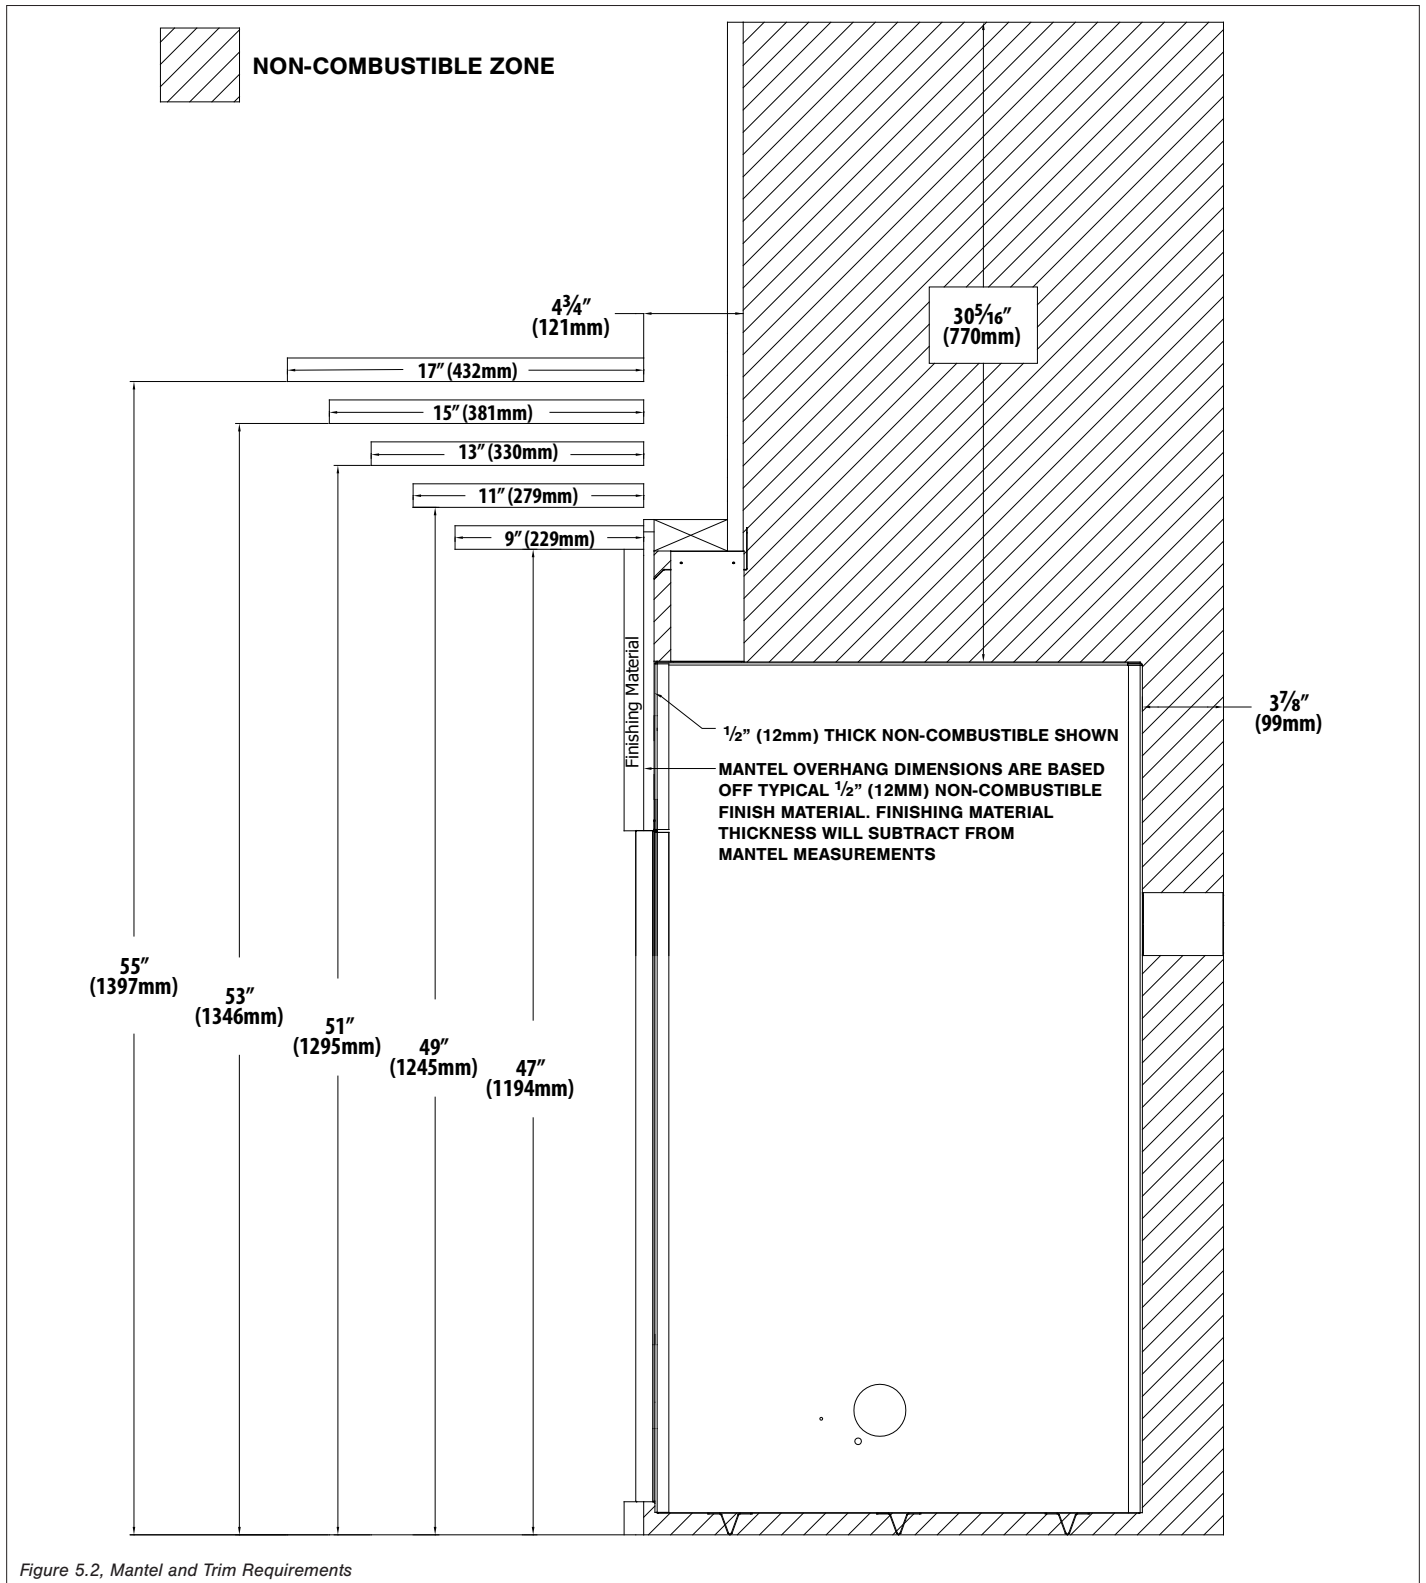 NON-COMBUSTIBLE ZONE
4¾"
(121mm)
30 5/16"
(770mm)
17" (432mm)
15" (381mm)
13" (330mm)
11" (279mm)
9" (229mm)
Finishing Material
3⅞"
(99mm)
½" (12mm) THICK NON-COMBUSTIBLE SHOWN
MANTEL OVERHANG DIMENSIONS ARE BASED
OFF TYPICAL ½" (12MM) NON-COMBUSTIBLE
FINISH MATERIAL. FINISHING MATERIAL
THICKNESS WILL SUBTRACT FROM
MANTEL MEASUREMENTS
55"
(1397mm)
53"
(1346mm)
51"
(1295mm)
49"
(1245mm)
47"
(1194mm)
Figure 5.2, Mantel and Trim Requirements